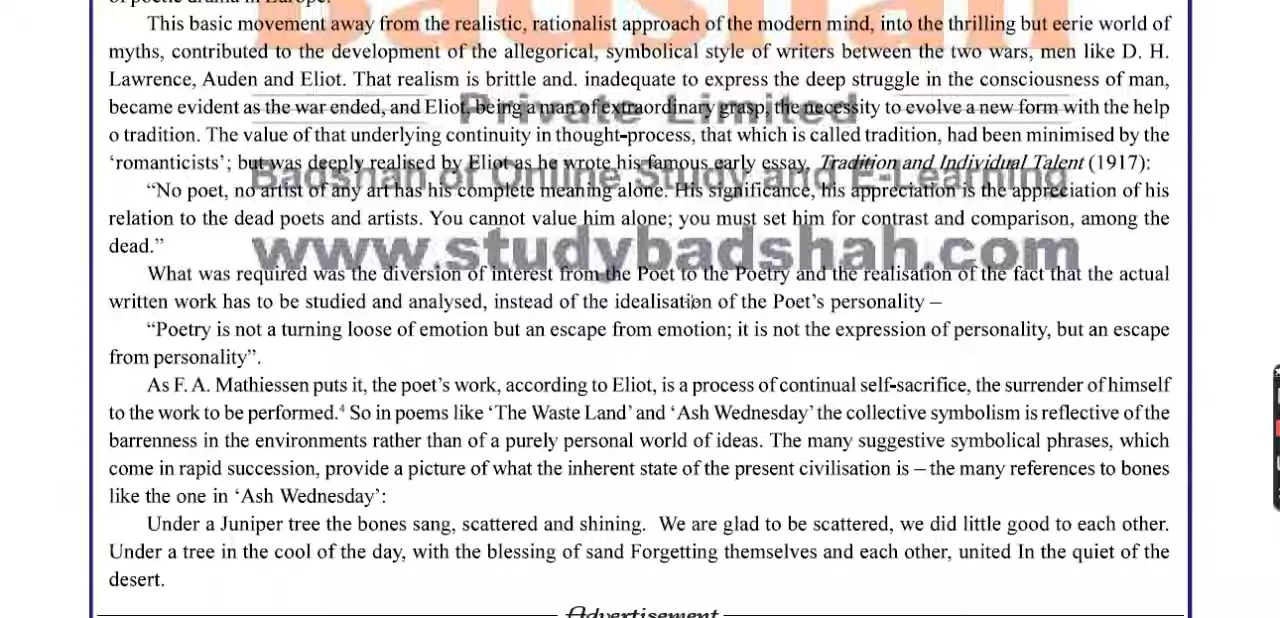 of poetic drama in Europe.
This basic movement away from the realistic, rationalist approach of the modern mind, into the thrilling but eerie world of
myths, contributed to the development of the allegorical, symbolical style of writers between the two wars, men like D. H.
Lawrence, Auden and Eliot. That realism is brittle and. inadequate to express the deep struggle in the consciousness of man,
became evident as the war ended, and Eliot, being a man of extraordinary grasp, the necessity to evolve a new form with the help
o tradition. The value of that underlying continuity in thought-process, that which is called tradition, had been minimised by the
‘romanticists’; but was deeply realised by Eliot as he wrote his famous early essay, Tradition and Individual Talent (1917):
“No poet, no artist of any art has his complete meaning alone. His significance, his appreciation is the appreciation of his
relation to the dead poets and artists. You cannot value him alone; you must set him for contrast and comparison, among the
dead.”
What was required was the diversion of interest from the Poet to the Poetry and the realisation of the fact that the actual
written work has to be studied and analysed, instead of the idealisation of the Poet’s personality –
“Poetry is not a turning loose of emotion but an escape from emotion; it is not the expression of personality, but an escape
from personality”.
As F. A. Mathiessen puts it, the poet’s work, according to Eliot, is a process of continual self-sacrifice, the surrender of himself
to the work to be performed.⁴ So in poems like ‘The Waste Land’ and ‘Ash Wednesday’ the collective symbolism is reflective of the
barrenness in the environments rather than of a purely personal world of ideas. The many suggestive symbolical phrases, which
come in rapid succession, provide a picture of what the inherent state of the present civilisation is – the many references to bones
like the one in ‘Ash Wednesday’:
Under a Juniper tree the bones sang, scattered and shining. We are glad to be scattered, we did little good to each other.
Under a tree in the cool of the day, with the blessing of sand Forgetting themselves and each other, united In the quiet of the
desert.
Advertisement
Badshah
Private Limited
Badshah of Online Study and E-Learning
www.studybadshah.com